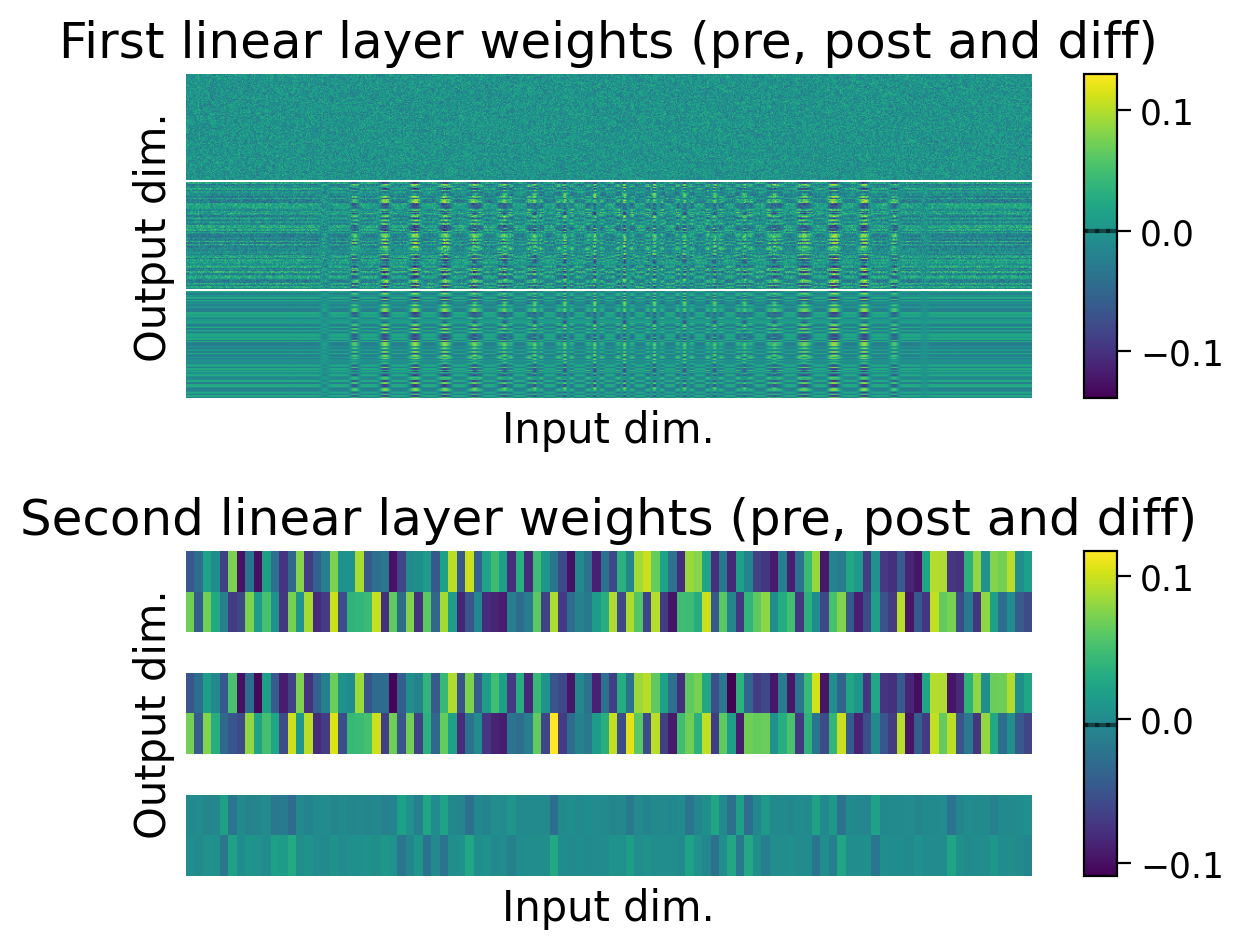 First linear layer weights (pre, post and diff)
Output dim.
0.1
0.0
−0.1
Input dim.
Second linear layer weights (pre, post and diff)
Output dim.
0.1
0.0
−0.1
Input dim.